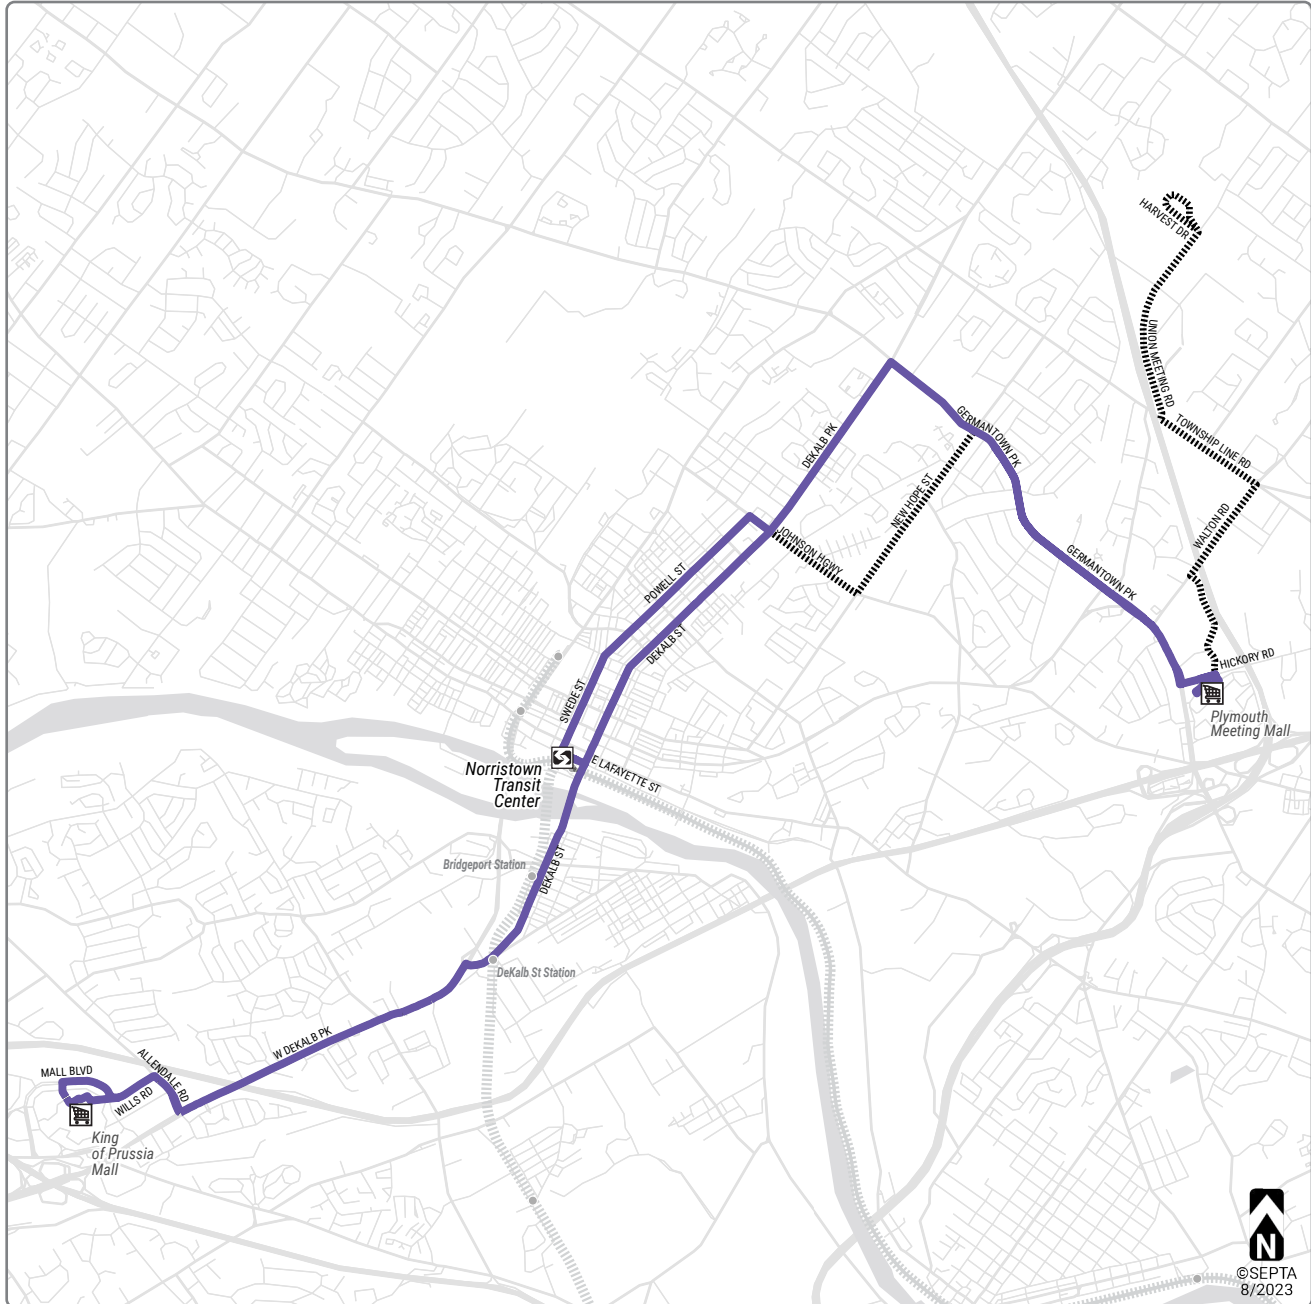 HARVEST DR
UNION MEETING RD
TOWNSHIP LINE RD
WALTON RD
HICKORY RD
Plymouth
Meeting Mall
GERMANTOWN PK
GERMANTOWN PK
DEKALB PK
NEW HOPE ST
JOHNSON HGWY
POWELL ST
DEKALB ST
SWEDE ST
E LAFAYETTE ST
Norristown
Transit
Center
Bridgeport Station
DEKALB ST
DeKalb St Station
W DEKALB PK
ALLENDALE RD
MALL BLVD
WILLS RD
King
of Prussia
Mall
N
©SEPTA
8/2023